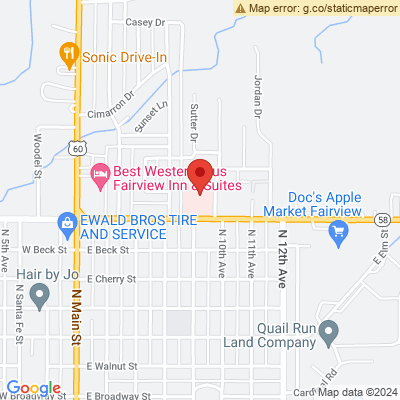 Map error: g.co/staticmaperror
Casey Dr
Sonic Drive-In
Jordan Dr
Cimarron Dr
Sunset Ln
Sutter Dr
Woodel St
60
Best Western Plus
Fairview Inn & Suites
Doc's Apple
Market Fairview
58
EWALD BROS TIRE
AND SERVICE
W Beck St
E Beck St
N 5th Ave
N 10th Ave
N 11th Ave
N 12th Ave
E Elm St
Hair by Jo
E Cherry St
N Santa Fe St
N Main St
Quail Run
Land Company
E Walnut St
Google
W Broadway St
E Broadway St
Map data ©2024